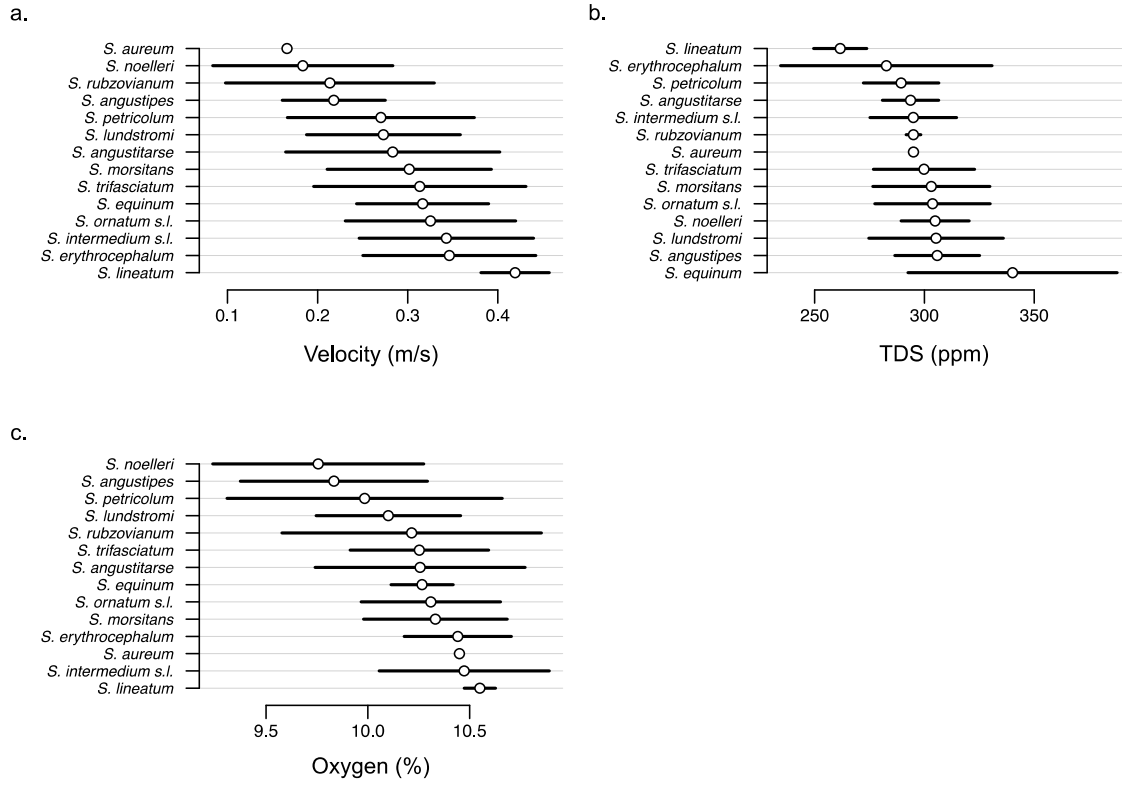 a.
S. aureum
S. noelleri
S. rubzovianum
S. angustipes
S. petricolum
S. lundstromi
S. angustitarse
S. morsitans
S. trifasciatum
S. equinum
S. ornatum s.l.
S. intermedium s.l.
S. erythrocephalum
S. lineatum
0.1 0.2 0.3 0.4
Velocity (m/s)
b.
S. lineatum
S. erythrocephalum
S. petricolum
S. angustitarse
S. intermedium s.l.
S. rubzovianum
S. aureum
S. trifasciatum
S. morsitans
S. ornatum s.l.
S. noelleri
S. lundstromi
S. angustipes
S. equinum
250 300 350
TDS (ppm)
c.
S. noelleri
S. angustipes
S. petricolum
S. lundstromi
S. rubzovianum
S. trifasciatum
S. angustitarse
S. equinum
S. ornatum s.l.
S. morsitans
S. erythrocephalum
S. aureum
S. intermedium s.l.
S. lineatum
9.5 10.0 10.5
Oxygen (%)